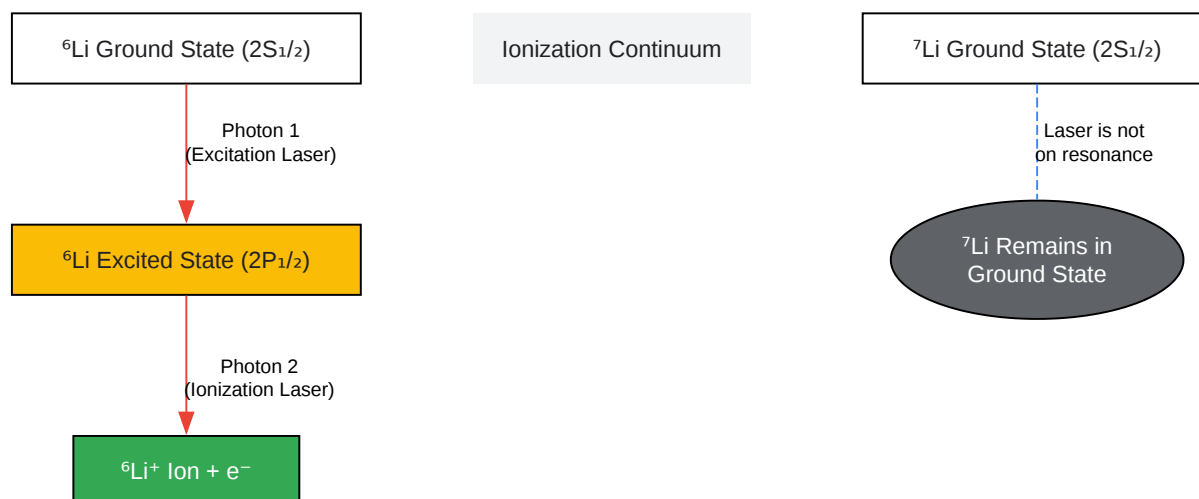 ⁶Li Ground State (2S₁/₂)
Ionization Continuum
⁷Li Ground State (2S₁/₂)
Photon 1
(Excitation Laser)
Laser is not
on resonance
⁶Li Excited State (2P₁/₂)
⁷Li Remains in
Ground State
Photon 2
(Ionization Laser)
⁶Li⁺ Ion + e⁻